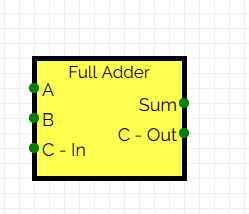 Full Adder
A
Sum
B
C - Out
C - In